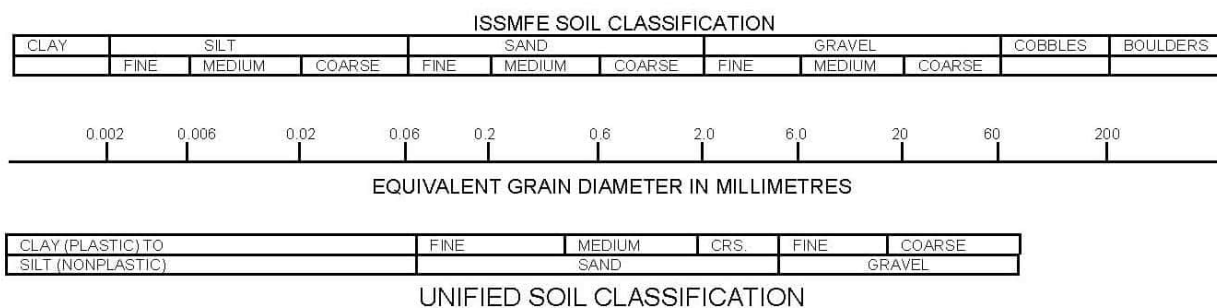 ISSMFE SOIL CLASSIFICATION
CLAY SILT SAND GRAVEL COBBLES BOULDERS
FINE MEDIUM COARSE FINE MEDIUM COARSE FINE MEDIUM COARSE
0.002 0.006 0.02 0.06 0.2 0.6 2.0 6.0 20 60 200
EQUIVALENT GRAIN DIAMETER IN MILLIMETRES
CLAY (PLASTIC) TO FINE MEDIUM CRS. FINE COARSE
SILT (NONPLASTIC) SAND GRAVEL
UNIFIED SOIL CLASSIFICATION